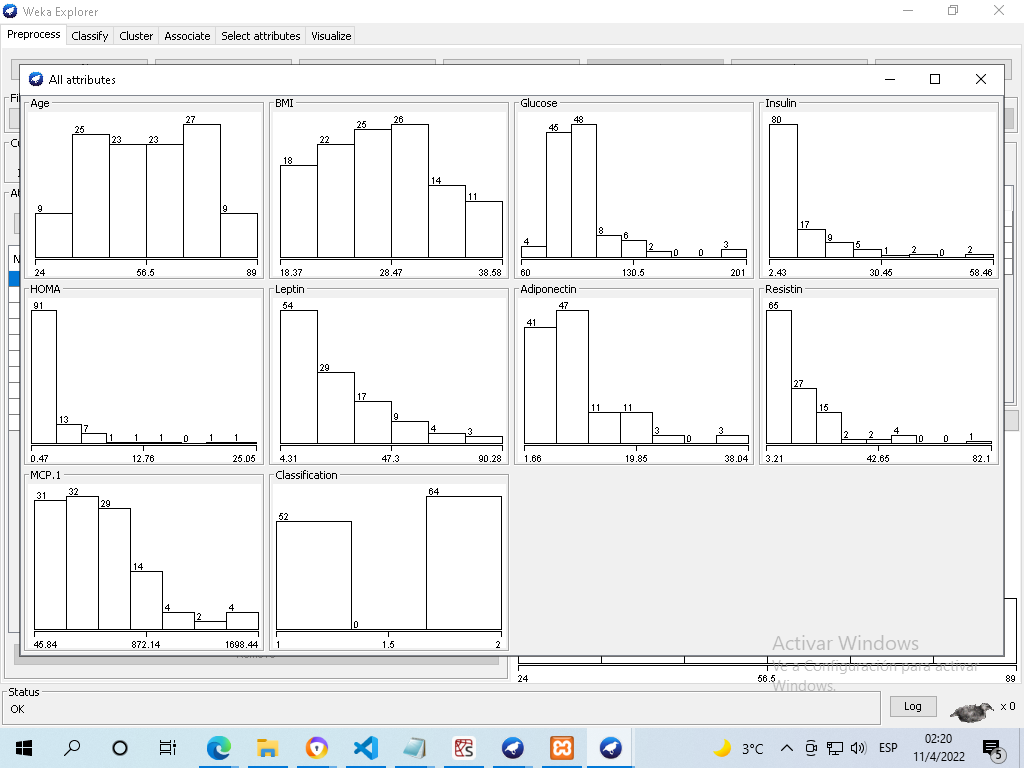 Weka Explorer
Preprocess Classify Cluster Associate Select attributes Visualize
All attributes
Age
9 25 23 23 27 9
24 56.5 89
BMI
18 22 25 26 14 11
18.37 28.47 38.58
Glucose
4 45 48 8 6 2 0 0 3
60 130.5 201
Insulin
80 17 9 5 1 2 0 2
2.43 30.45 58.46
HOMA
91 13 7 1 1 1 0 1 1
0.47 12.76 25.05
Leptin
54 29 17 9 4 3
4.31 47.3 90.28
Adiponectin
41 47 11 11 3 0 3
1.66 19.85 38.04
Resistin
65 27 15 2 2 4 0 0 1
3.21 42.65 82.1
MCP.1
31 32 29 14 4 2 4
45.84 872.14 1698.44
Classification
52 0 64
1 1.5 2
Activar Windows
Ve a Configuración para activar
Windows.
24 56.5 89
Status
OK
Log
x 0
3°C
ESP
02:20
11/4/2022
5